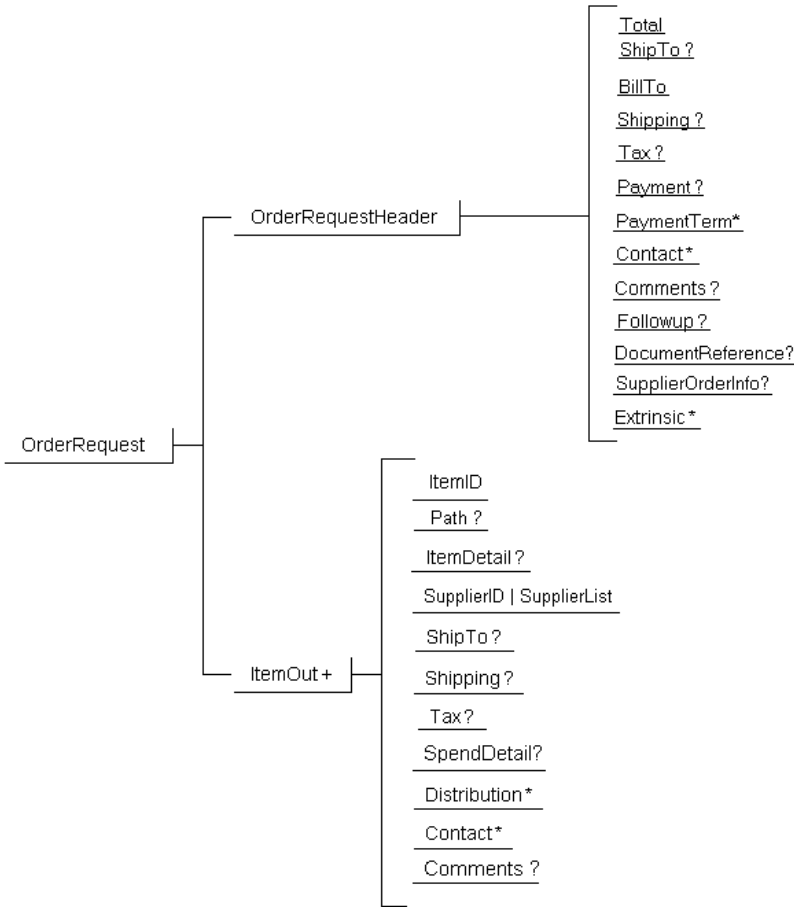 Total
ShipTo ?
BillTo
Shipping ?
Tax ?
Payment ?
OrderRequestHeader
PaymentTerm*
Contact *
Comments ?
Followup ?
DocumentReference?
SupplierOrderInfo?
Extrinsic *
OrderRequest
ItemID
Path ?
ItemDetail ?
SupplierID | SupplierList
ShipTo ?
ItemOut +
Shipping ?
Tax ?
SpendDetail?
Distribution *
Contact *
Comments ?